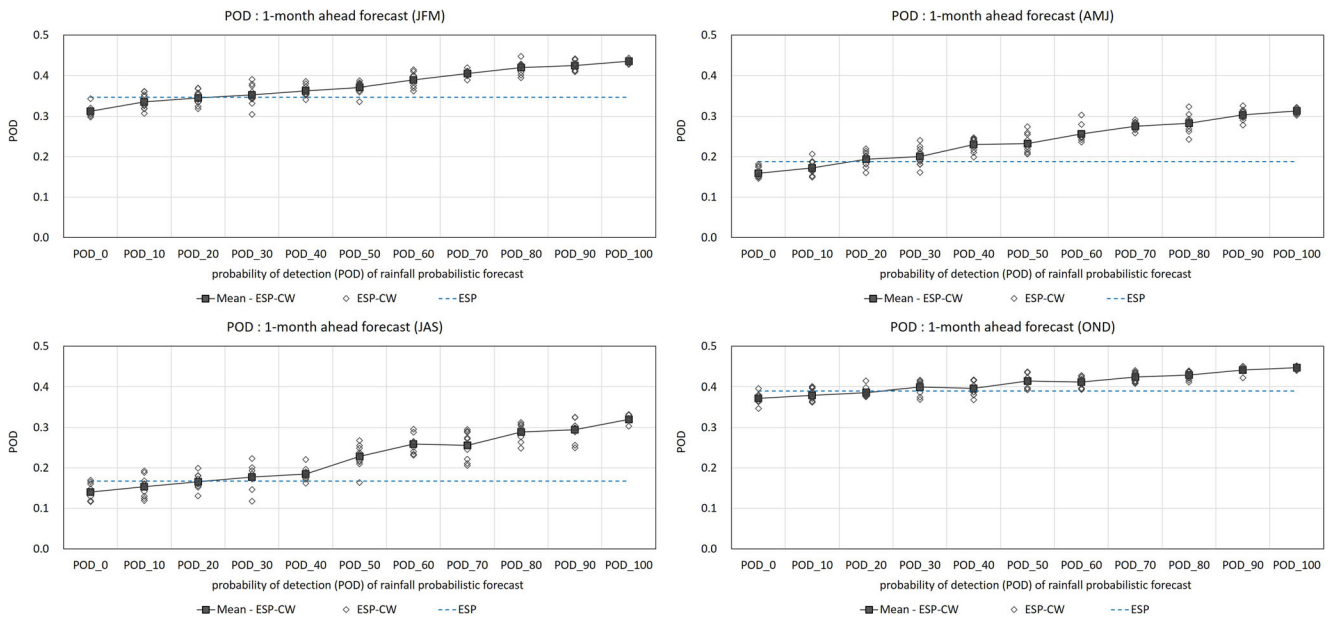 POD : 1-month ahead forecast (JFM)
0.5
0.4
0.3
0.2
0.1
0.0
POD
POD_0 POD_10 POD_20 POD_30 POD_40 POD_50 POD_60 POD_70 POD_80 POD_90 POD_100
probability of detection (POD) of rainfall probabilistic forecast
Mean - ESP-CW ESP-CW ESP
POD : 1-month ahead forecast (AMJ)
0.5
0.4
0.3
0.2
0.1
0.0
POD
POD_0 POD_10 POD_20 POD_30 POD_40 POD_50 POD_60 POD_70 POD_80 POD_90 POD_100
probability of detection (POD) of rainfall probabilistic forecast
Mean - ESP-CW ESP-CW ESP
POD : 1-month ahead forecast (JAS)
0.5
0.4
0.3
0.2
0.1
0.0
POD
POD_0 POD_10 POD_20 POD_30 POD_40 POD_50 POD_60 POD_70 POD_80 POD_90 POD_100
probability of detection (POD) of rainfall probabilistic forecast
Mean - ESP-CW ESP-CW ESP
POD : 1-month ahead forecast (OND)
0.5
0.4
0.3
0.2
0.1
0.0
POD
POD_0 POD_10 POD_20 POD_30 POD_40 POD_50 POD_60 POD_70 POD_80 POD_90 POD_100
probability of detection (POD) of rainfall probabilistic forecast
Mean - ESP-CW ESP-CW ESP